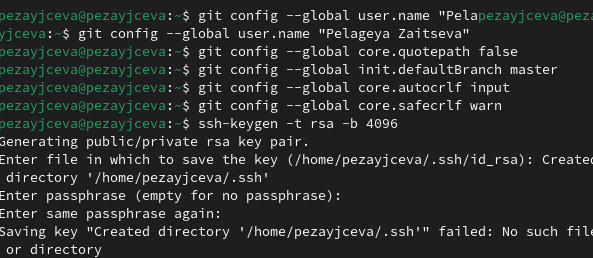 pezayjceva@pezayjceva:~$ git config --global user.name "Pelapezayjceva@peza
yjceva:~$ git config --global user.name "Pelageya Zaitseva"
pezayjceva@pezayjceva:~$ git config --global core.quotepath false
pezayjceva@pezayjceva:~$ git config --global init.defaultBranch master
pezayjceva@pezayjceva:~$ git config --global core.autocrlf input
pezayjceva@pezayjceva:~$ git config --global core.safecrlf warn
pezayjceva@pezayjceva:~$ ssh-keygen -t rsa -b 4096
Generating public/private rsa key pair.
Enter file in which to save the key (/home/pezayjceva/.ssh/id_rsa): Created
directory '/home/pezayjceva/.ssh'
Enter passphrase (empty for no passphrase):
Enter same passphrase again:
Saving key "Created directory '/home/pezayjceva/.ssh'" failed: No such file
or directory